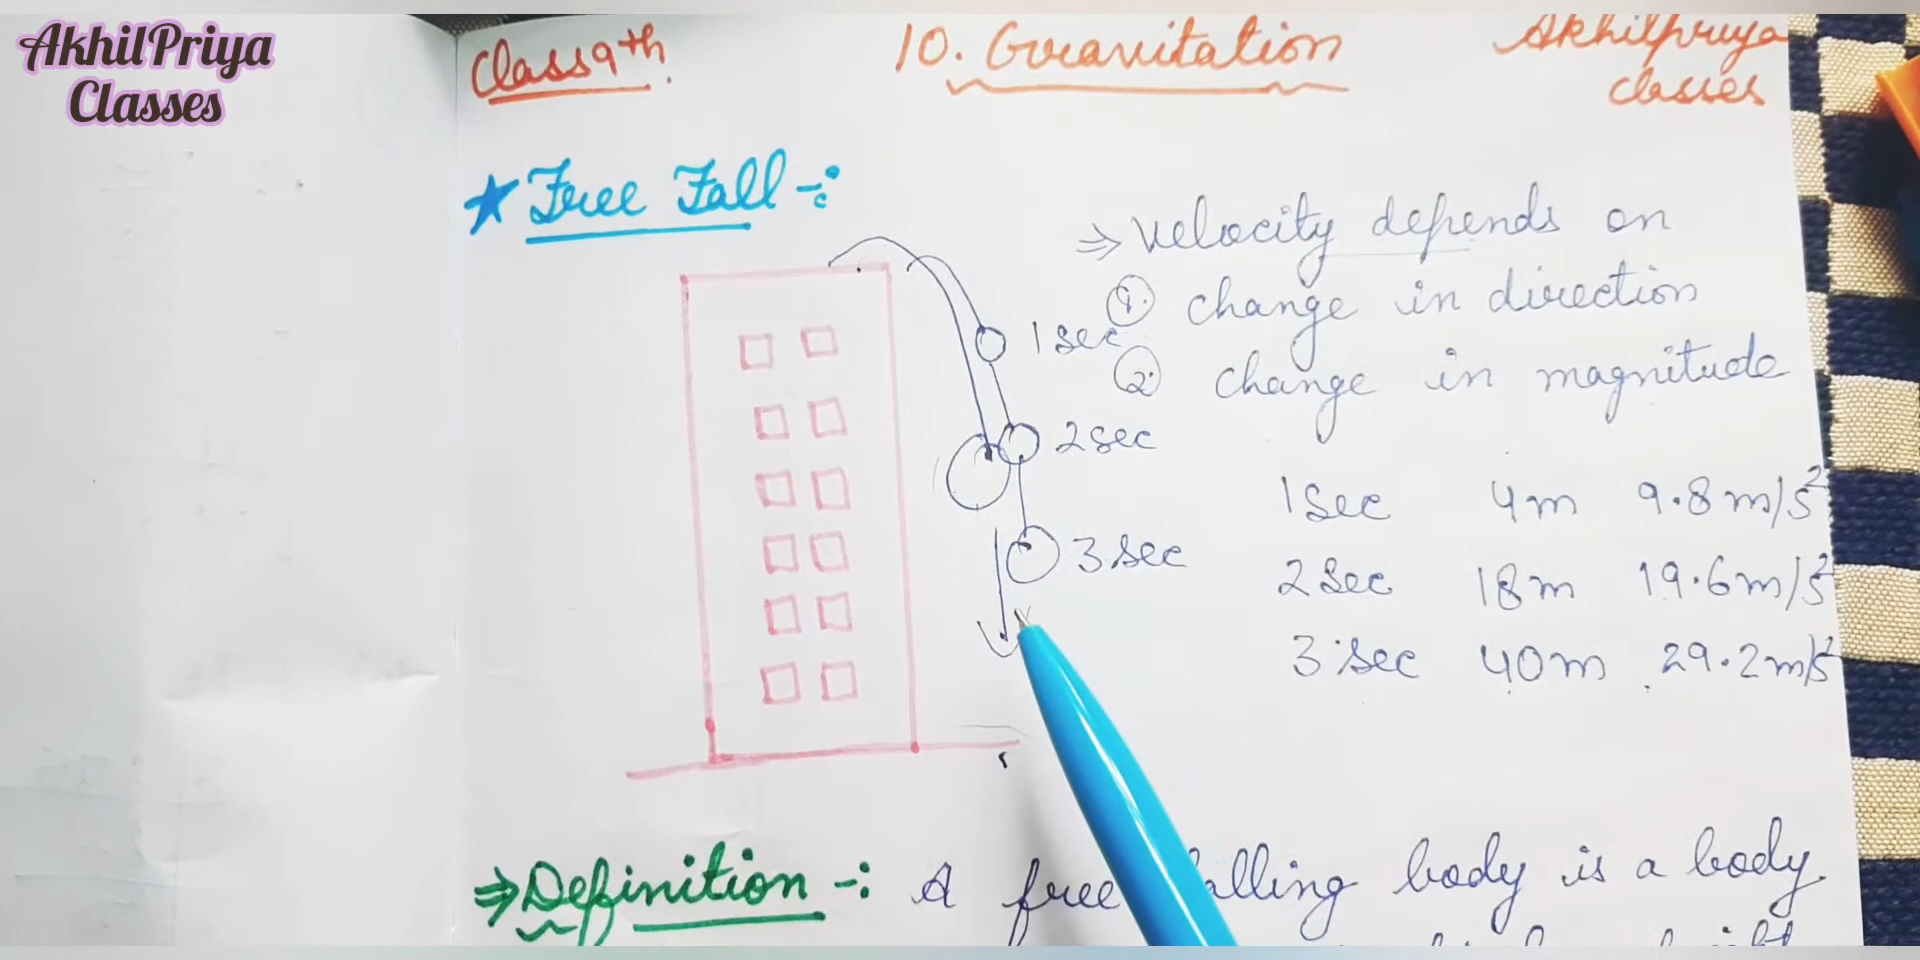 AkhilPriya
Classes
Class 9th.
10. Gravitation
Akhilpriya
classes
★ Free Fall -:
⇒ Velocity depends on
① change in direction
② change in magnitude
1 sec
2 sec
3 sec
1 Sec 4m 9.8 m/s²
2 Sec 18m 19.6 m/s²
3 Sec 40m 29.2 m/s²
⇒ Definition -: A free falling body is a body